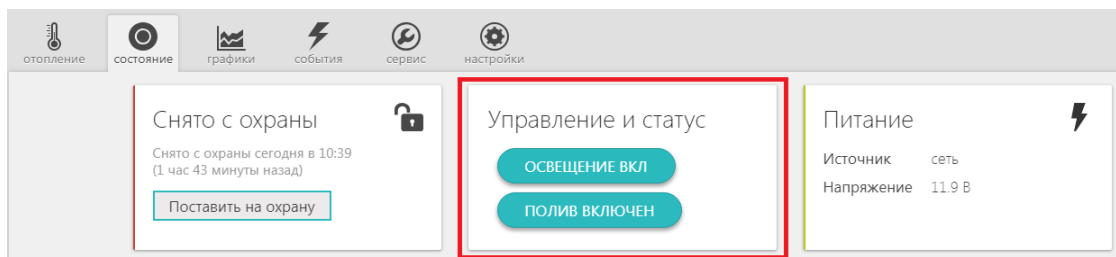 отопление
состояние
графики
события
сервис
настройки
Снято с охраны
Снято с охраны сегодня в 10:39
(1 час 43 минуты назад)
Поставить на охрану
Управление и статус
ОСВЕЩЕНИЕ ВКЛ
ПОЛИВ ВКЛЮЧЕН
Питание
Источник сеть
Напряжение 11.9 В